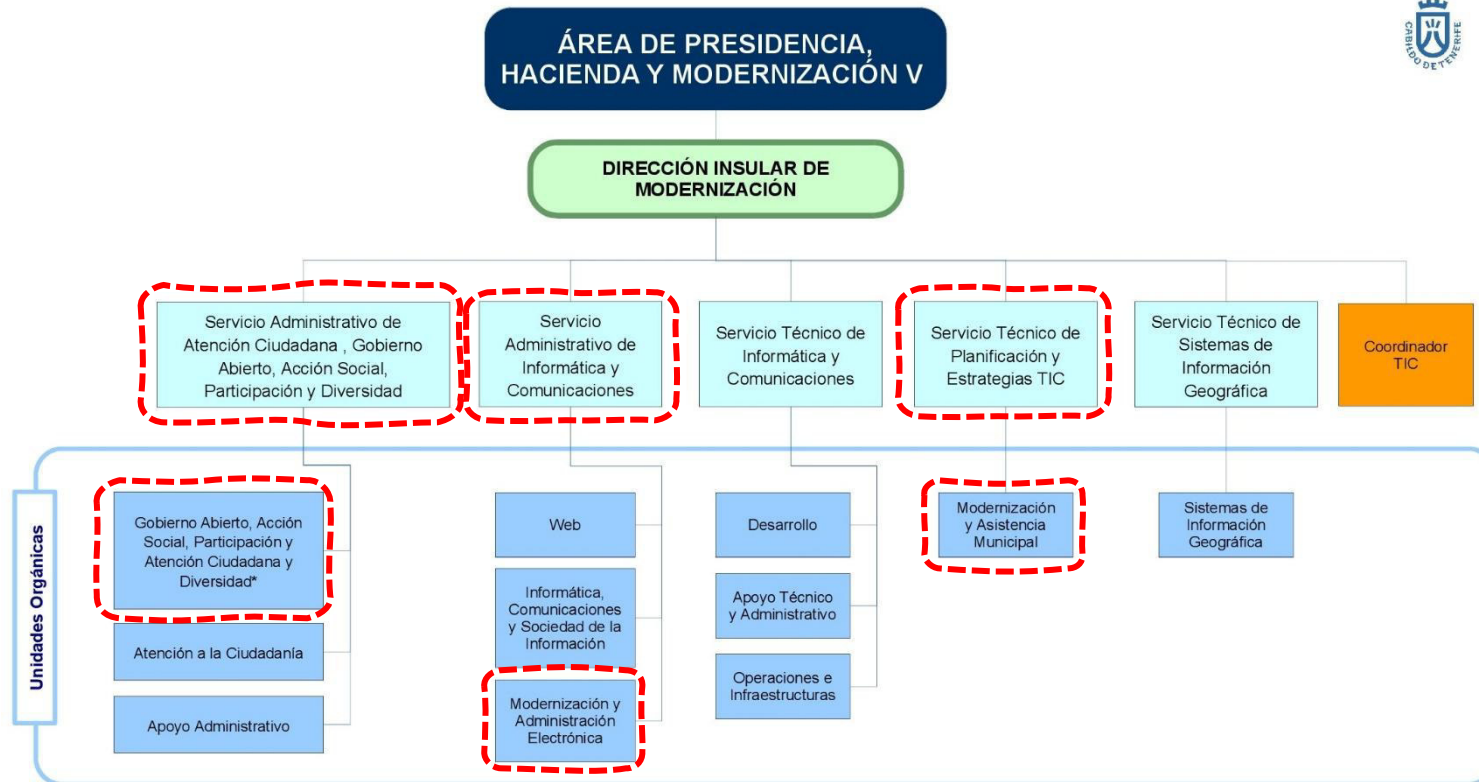 ÁREA DE PRESIDENCIA,
HACIENDA Y MODERNIZACIÓN V
CABILDO DE TENERIFE
DIRECCIÓN INSULAR DE
MODERNIZACIÓN
Servicio Administrativo de
Atención Ciudadana , Gobierno
Abierto, Acción Social,
Participación y Diversidad
Servicio
Administrativo de
Informática y
Comunicaciones
Servicio Técnico de
Informática y
Comunicaciones
Servicio Técnico de
Planificación y
Estrategias TIC
Servicio Técnico de
Sistemas de
Información
Geográfica
Coordinador
TIC
Unidades Orgánicas
Gobierno Abierto, Acción
Social, Participación y
Atención Ciudadana y
Diversidad*
Atención a la Ciudadanía
Apoyo Administrativo
Web
Informática,
Comunicaciones
y Sociedad de la
Información
Modernización y
Administración
Electrónica
Desarrollo
Apoyo Técnico
y Administrativo
Operaciones e
Infraestructuras
Modernización
y Asistencia
Municipal
Sistemas de
Información
Geográfica